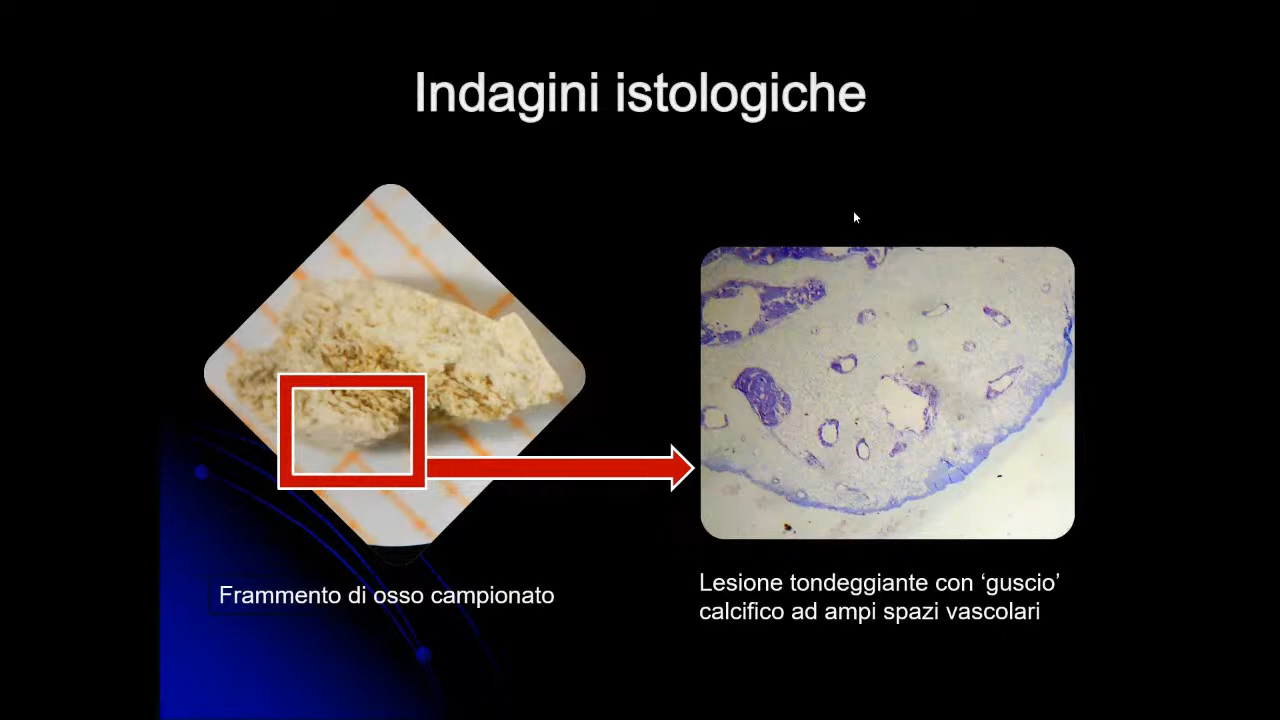 Indagini istologiche
Frammento di osso campionato
Lesione tondeggiante con ‘guscio’
calcifico ad ampi spazi vascolari